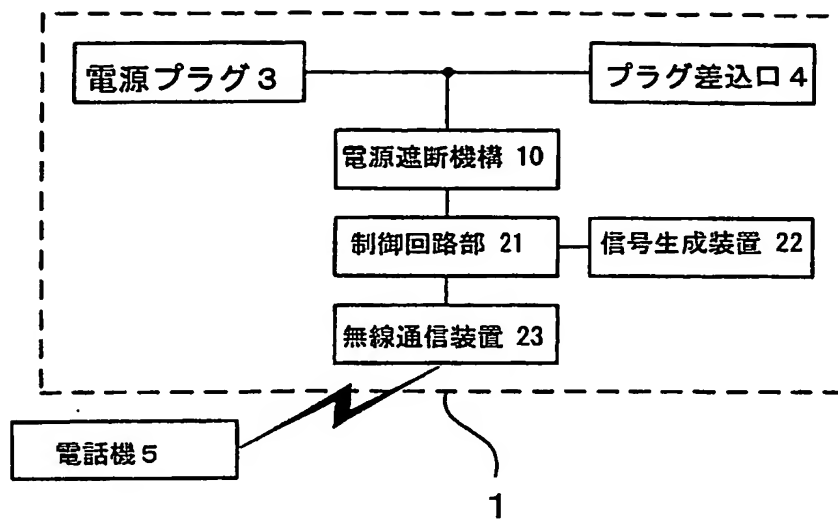 電源プラグ3
プラグ差込口4
電源遮断機構 10
制御回路部 21
信号生成装置 22
無線通信装置 23
電話機5
1